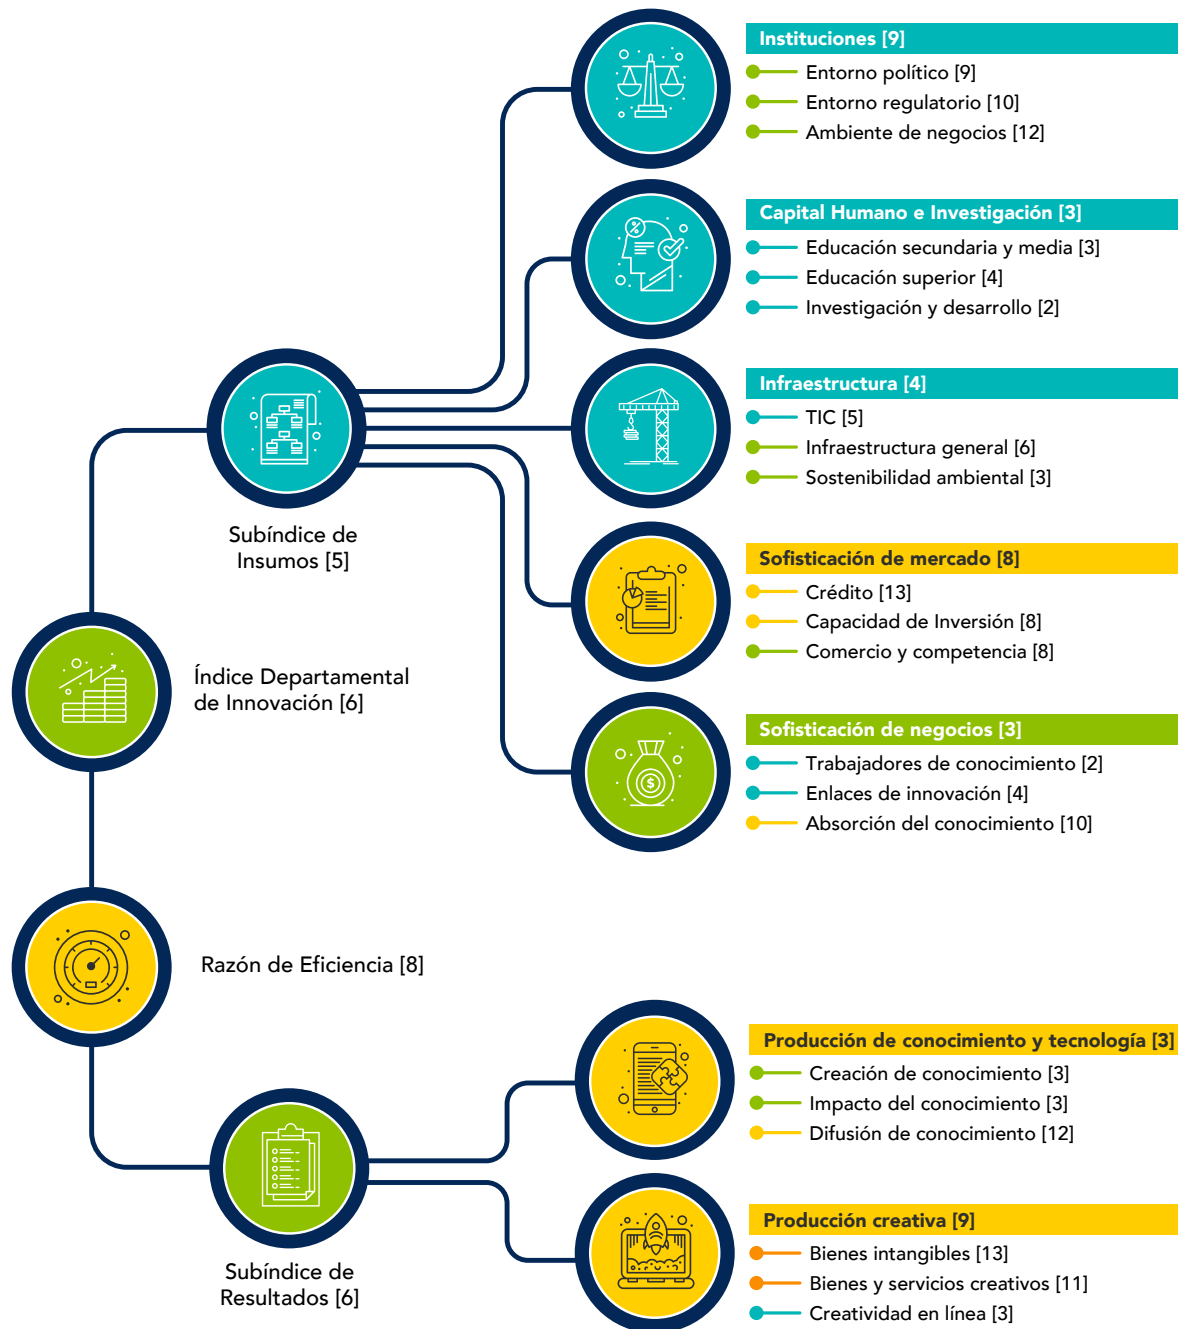 Instituciones [9]
Entorno político [9]
Entorno regulatorio [10]
Ambiente de negocios [12]
Capital Humano e Investigación [3]
Educación secundaria y media [3]
Educación superior [4]
Investigación y desarrollo [2]
Infraestructura [4]
TIC [5]
Infraestructura general [6]
Sostenibilidad ambiental [3]
Subíndice de
Insumos [5]
Sofisticación de mercado [8]
Crédito [13]
Capacidad de Inversión [8]
Comercio y competencia [8]
Índice Departamental
de Innovación [6]
Sofisticación de negocios [3]
Trabajadores de conocimiento [2]
Enlaces de innovación [4]
Absorción del conocimiento [10]
Razón de Eficiencia [8]
Producción de conocimiento y tecnología [3]
Creación de conocimiento [3]
Impacto del conocimiento [3]
Difusión de conocimiento [12]
Producción creativa [9]
Bienes intangibles [13]
Bienes y servicios creativos [11]
Creatividad en línea [3]
Subíndice de
Resultados [6]